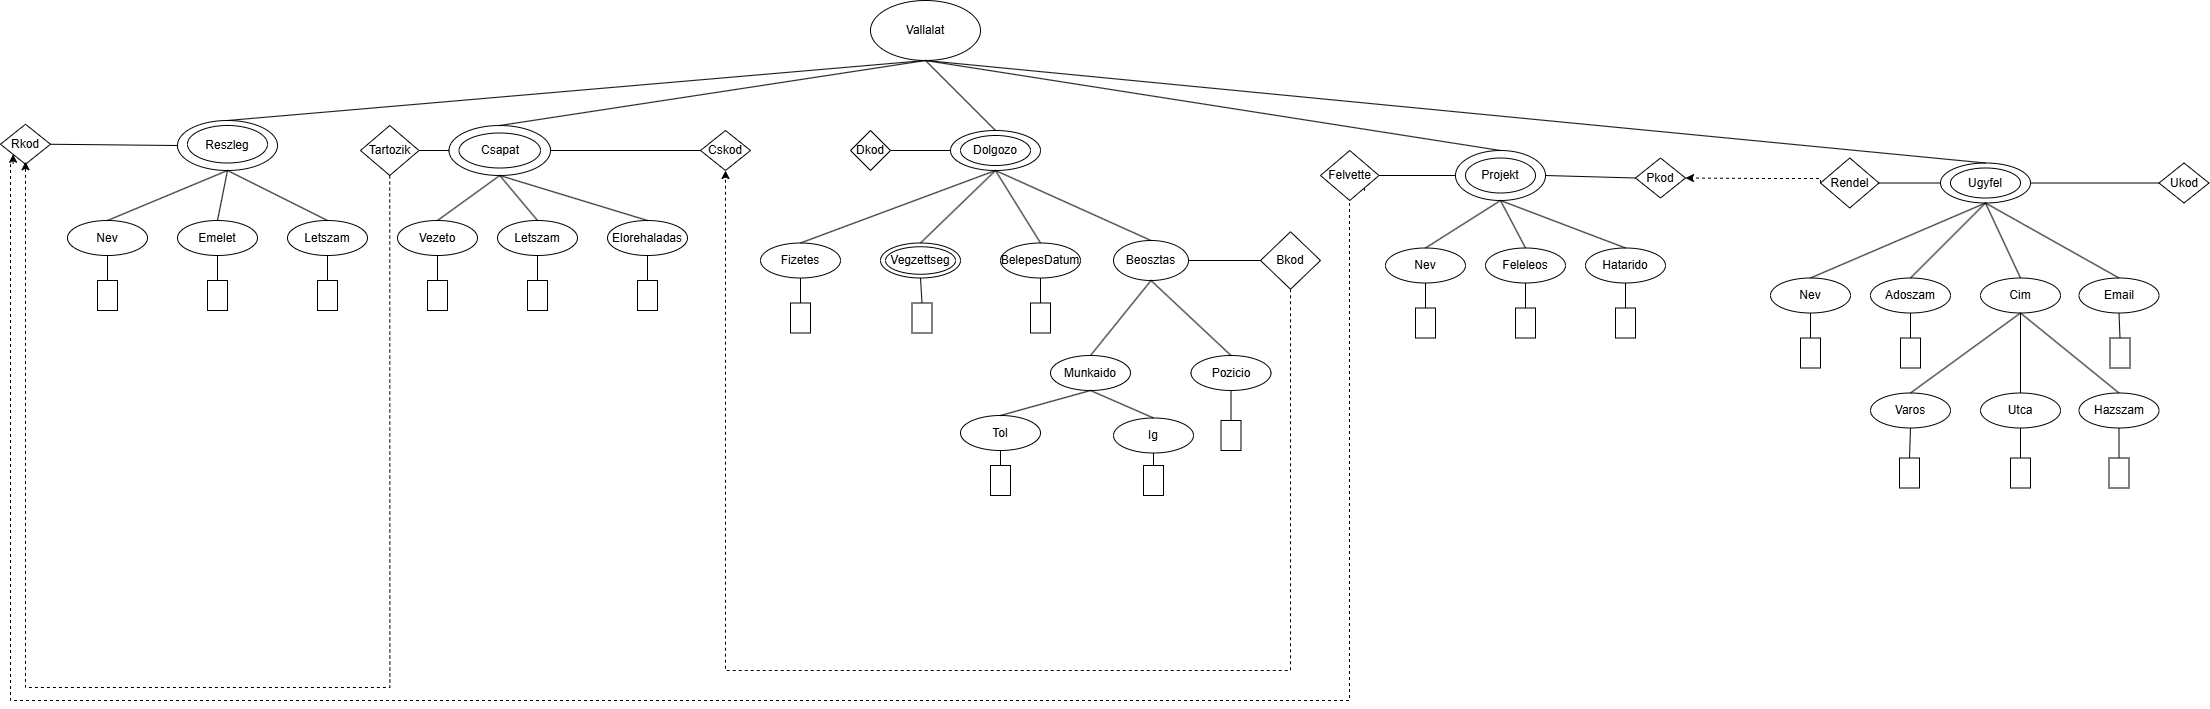 Vallalat
Rkod
Reszleg
Tartozik
Csapat
Cskod
Dkod
Dolgozo
Felvette
Projekt
Pkod
Rendel
Ugyfel
Ukod
Nev
Emelet
Letszam
Vezeto
Letszam
Elorehaladas
Fizetes
Vegzettseg
BelepesDatum
Beosztas
Bkod
Nev
Feleleos
Hatarido
Nev
Adoszam
Cim
Email
Munkaido
Pozicio
Varos
Utca
Hazszam
Tol
Ig